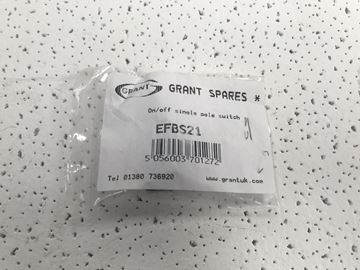 GRANT
GRANT SPARES *
On/off single pole switch
EFBS21
5 056003 701272
Tel 01380 736920 www.grantuk.com